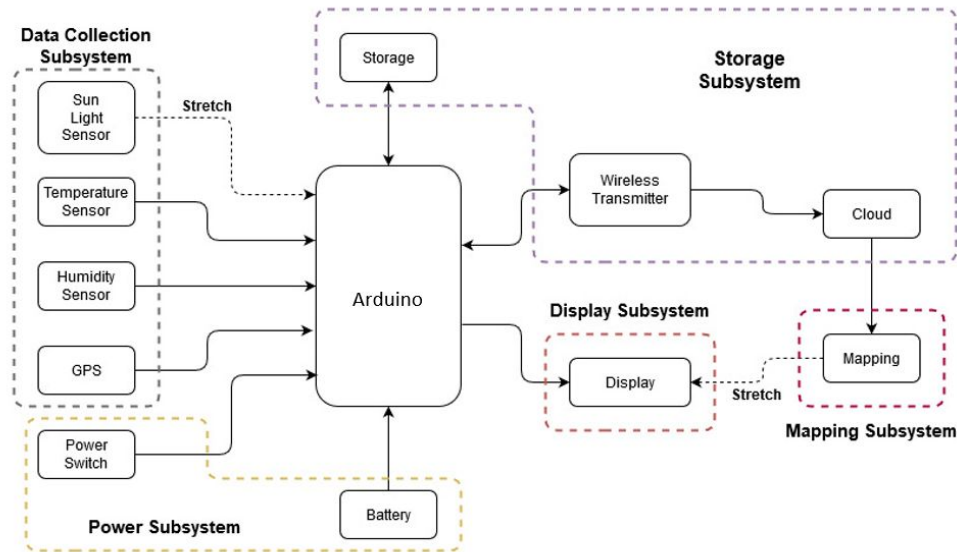 Data Collection
Subsystem
Sun
Light
Sensor
Stretch
Temperature
Sensor
Humidity
Sensor
GPS
Power
Switch
Power Subsystem
Battery
Arduino
Storage
Storage
Subsystem
Wireless
Transmitter
Cloud
Display Subsystem
Display
Stretch
Mapping
Mapping Subsystem